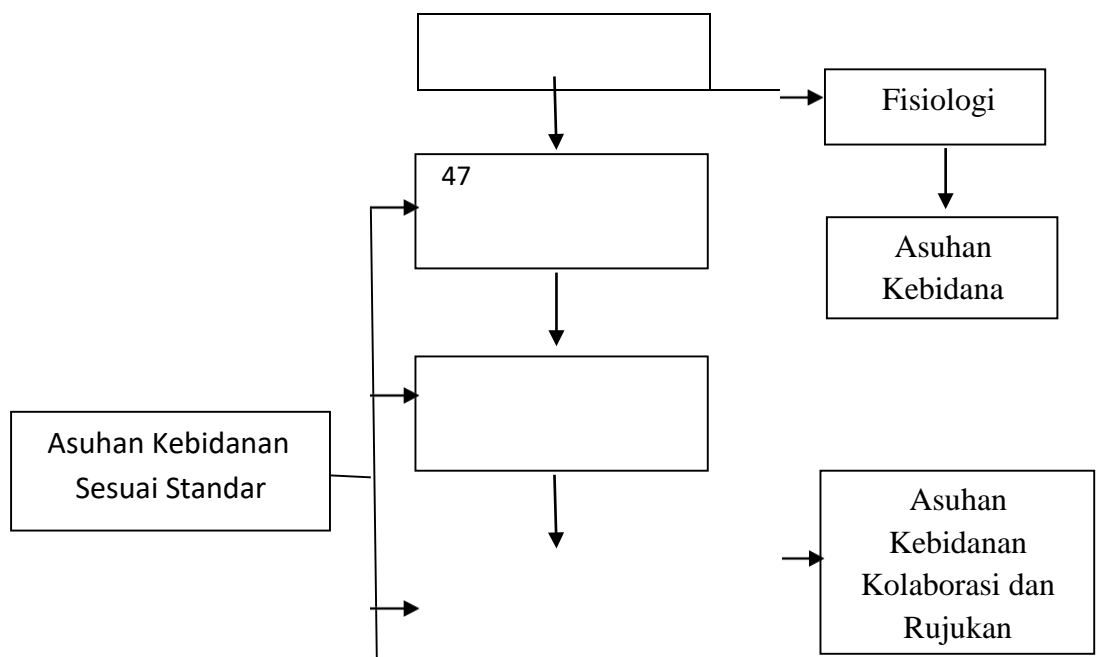 Fisiologi
47
Asuhan
Kebidana
Asuhan Kebidanan
Sesuai Standar
Asuhan
Kebidanan
Kolaborasi dan
Rujukan